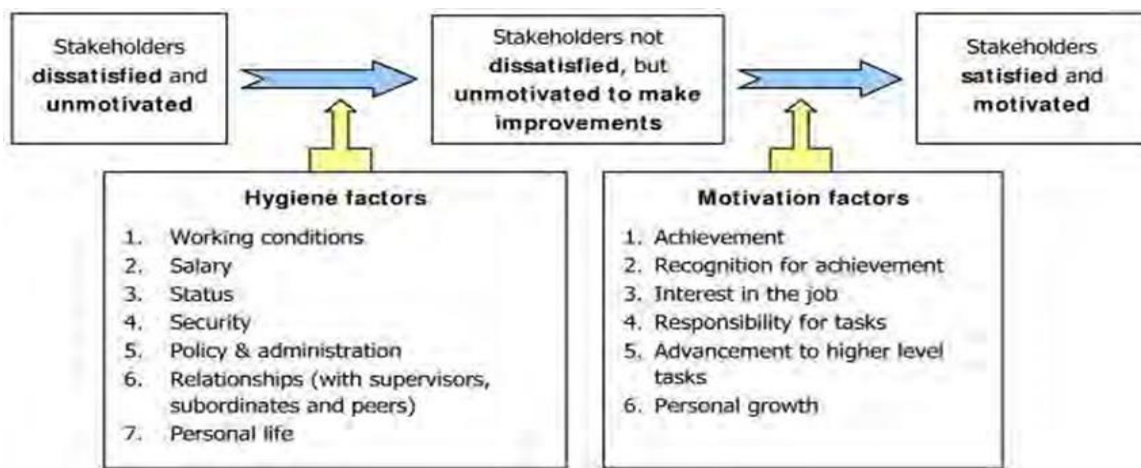 Stakeholders
dissatisfied and
unmotivated
Stakeholders not
dissatisfied, but
unmotivated to make
improvements
Stakeholders
satisfied and
motivated
Hygiene factors
1. Working conditions
2. Salary
3. Status
4. Security
5. Policy & administration
6. Relationships (with supervisors,
subordinates and peers)
7. Personal life
Motivation factors
1. Achievement
2. Recognition for achievement
3. Interest in the job
4. Responsibility for tasks
5. Advancement to higher level
tasks
6. Personal growth